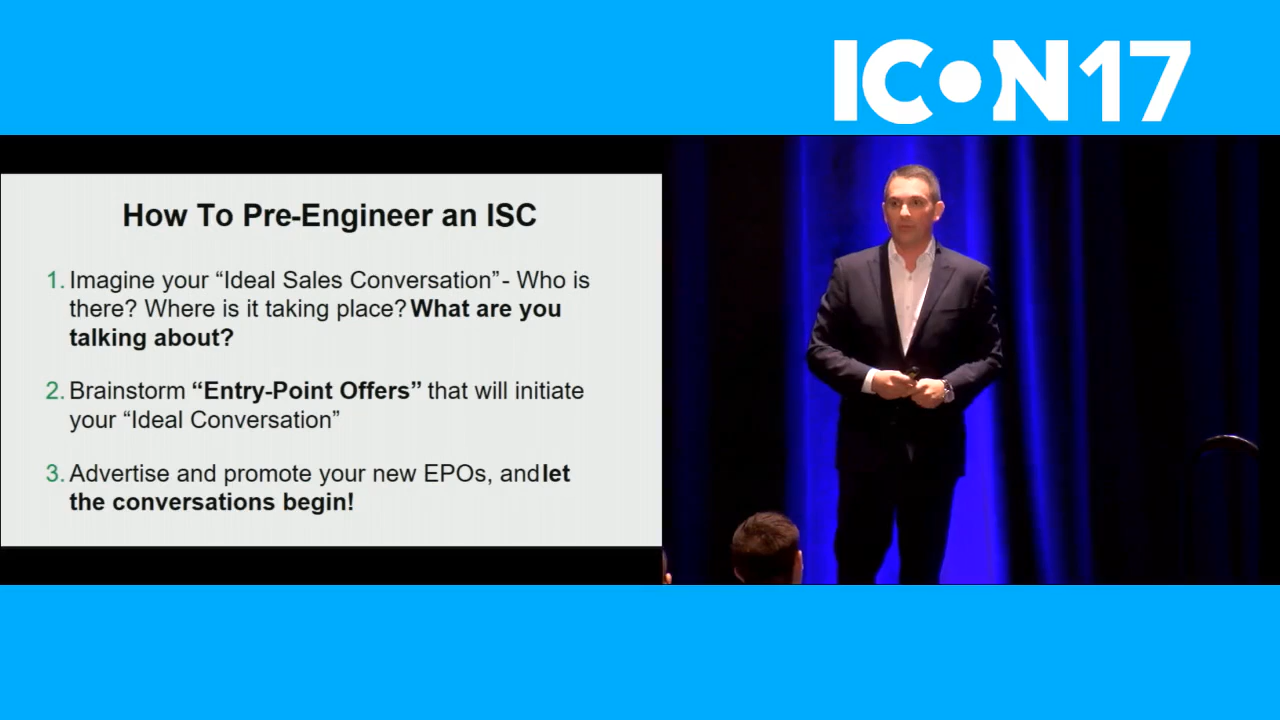 ICON17
How To Pre-Engineer an ISC
1. Imagine your “Ideal Sales Conversation”- Who is
there? Where is it taking place? What are you
talking about?
2. Brainstorm “Entry-Point Offers” that will initiate
your “Ideal Conversation”
3. Advertise and promote your new EPOs, and let
the conversations begin!